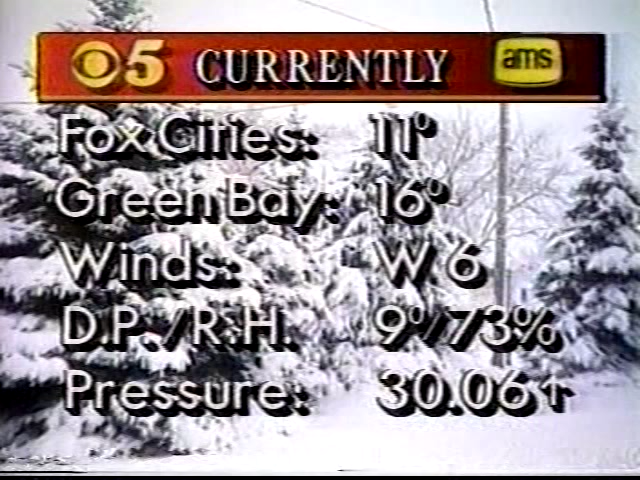 5 CURRENTLY ams
Fox Cities: 11°
Green Bay: 16°
Winds: W 6
D.P./R.H. 9°/73%
Pressure: 30.06↑